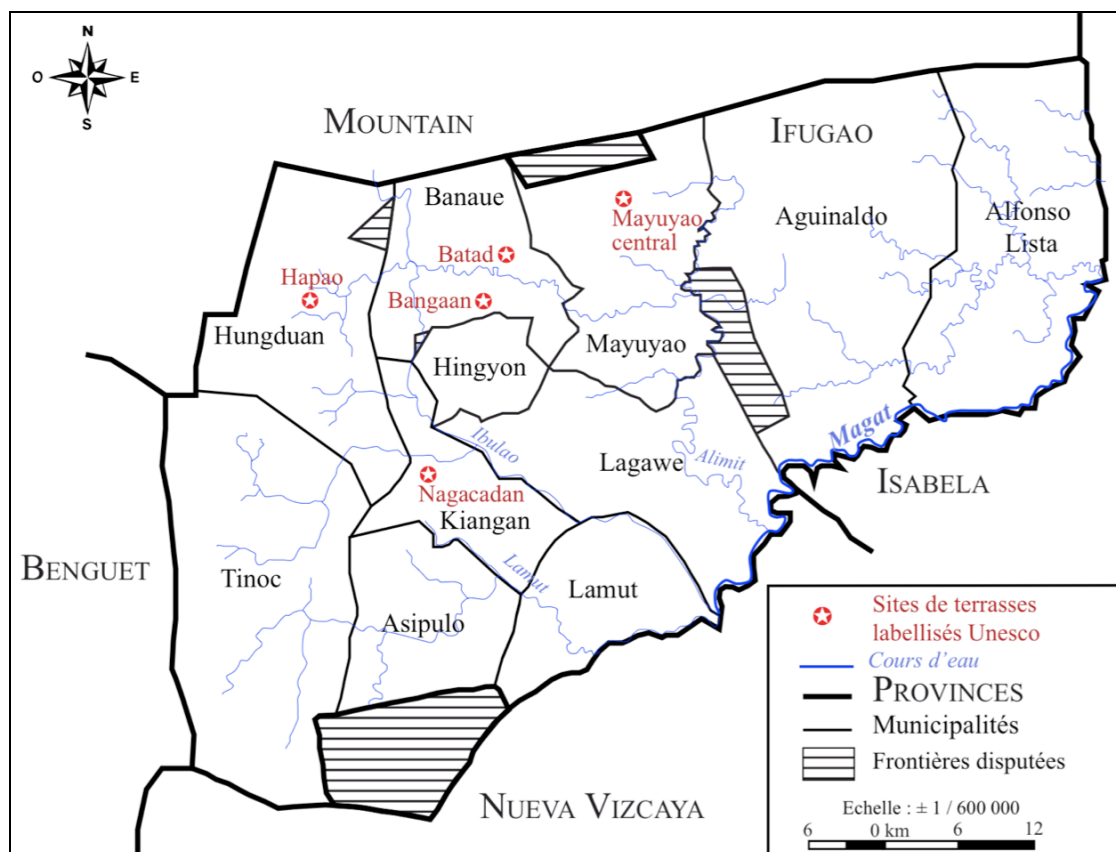 N
O
E
S
MOUNTAIN
IFUGAO
Banaue
Mayuyao
central
Aguinaldo
Alfonso
Lista
Batad
Hapao
Bangaan
Hungduan
Hingyon
Mayuyao
Ibulao
Magat
Lagawe
Alimit
Nagacadan
Kiangan
ISABELA
BENGUET
Tinoc
Lamut
Lamut
Asipulo
NUEVA VIZCAYA
Sites de terrasses
labellisés Unesco
Cours d'eau
PROVINCES
Municipalités
Frontières disputées
Echelle : ± 1 / 600 000
6 0 km 6 12